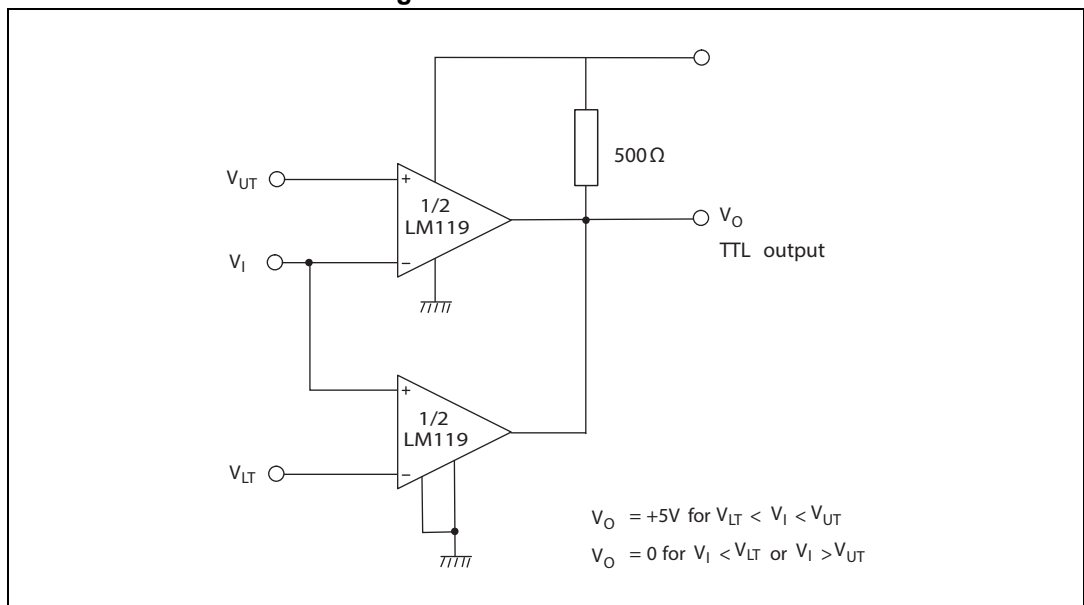 500Ω
V_UT
+
1/2
LM119
V_I
−
V_O
TTL output
+
1/2
LM119
V_LT
−
V_O = +5V for V_LT < V_I < V_UT
V_O = 0 for V_I < V_LT or V_I > V_UT